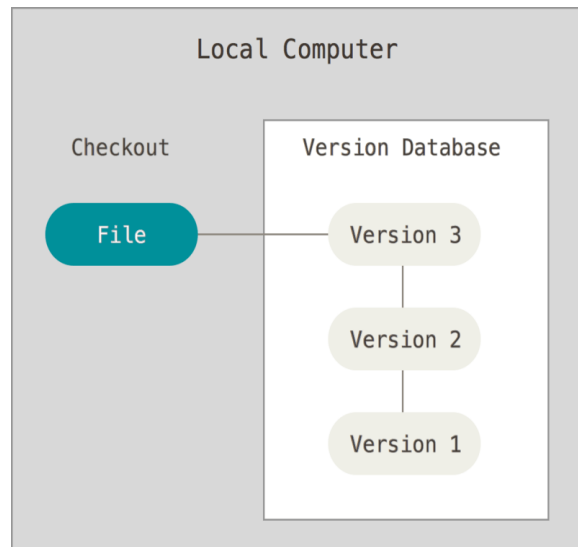 Local Computer
Checkout
Version Database
File
Version 3
Version 2
Version 1